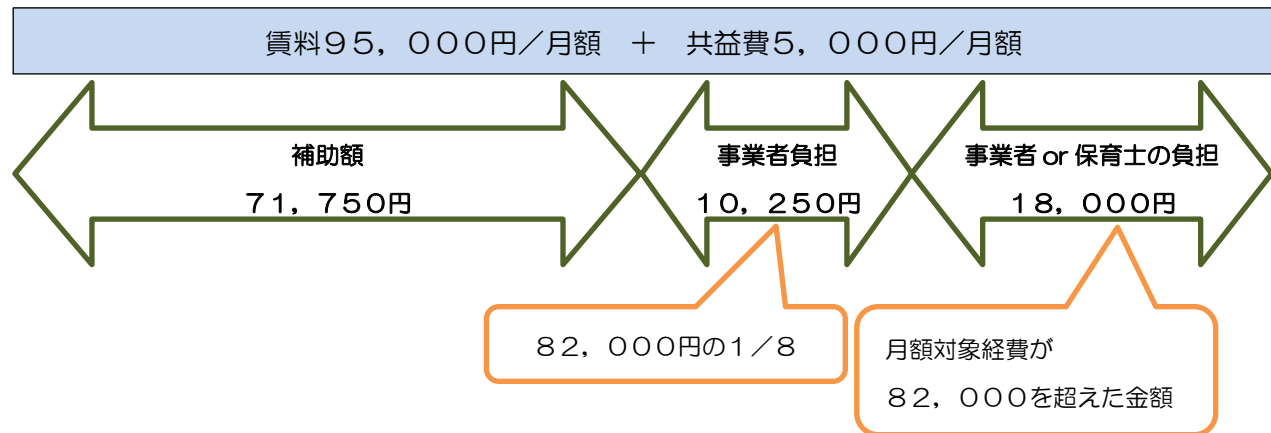 賃料９５，０００円／月額　＋　共益費５，０００円／月額
補助額
７１，７５０円
事業者負担
１０，２５０円
事業者 or 保育士の負担
１８，０００円
８２，０００円の１／８
月額対象経費が
８２，０００を超えた金額